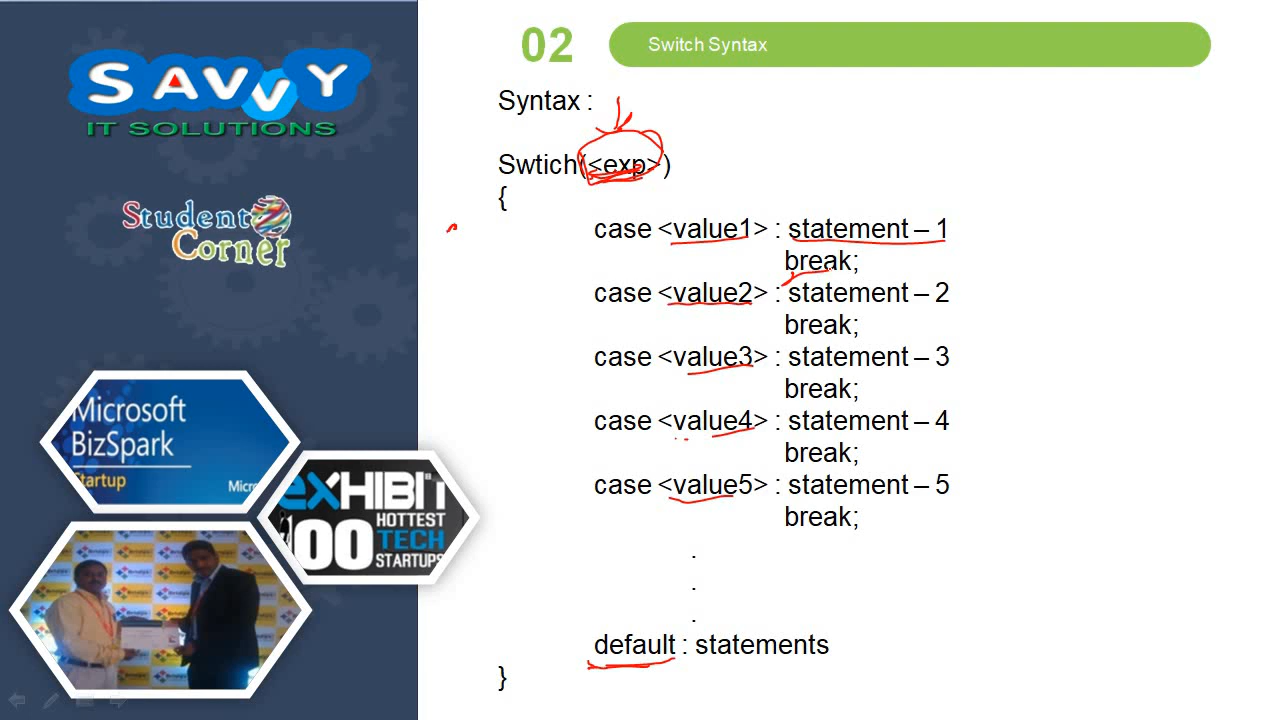 SAVVY
IT SOLUTIONS
Student
Corner
Microsoft
BizSpark
Startup
Micr
EXHIBIT
100 HOTTEST
TECH
STARTUPS
02
Switch Syntax
Syntax :
Swtich(<exp>)
{
case <value1> : statement – 1
break;
case <value2> : statement – 2
break;
case <value3> : statement – 3
break;
case <value4> : statement – 4
break;
case <value5> : statement – 5
break;
.
.
.
default : statements
}